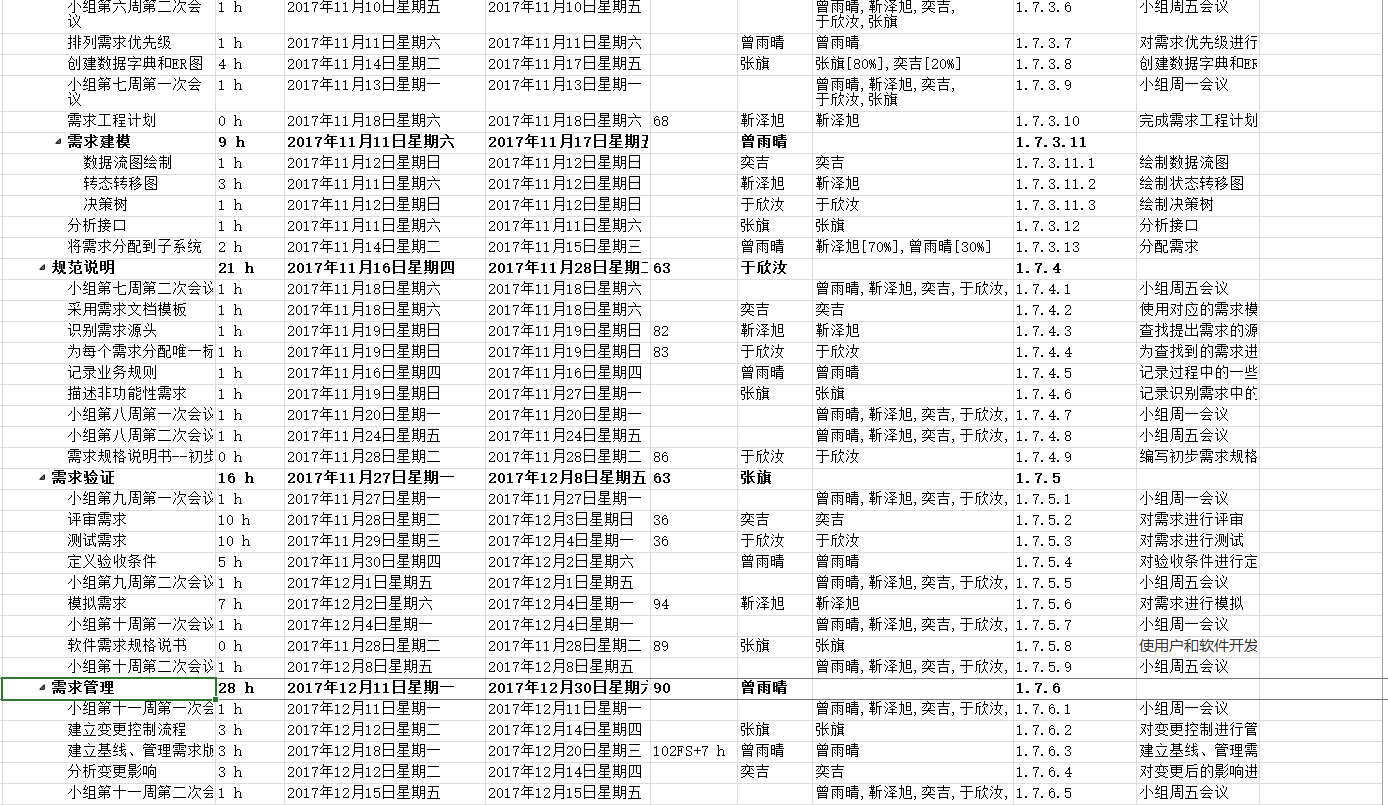 小组第六周第二次会议 1 h 2017年11月10日星期五 2017年11月10日星期五 曾雨晴,靳泽旭,奕吉,于欣汝,张旗 1.7.3.6 小组周五会议
排列需求优先级 1 h 2017年11月11日星期六 2017年11月11日星期六 曾雨晴 曾雨晴 1.7.3.7 对需求优先级进行
创建数据字典和ER图 4 h 2017年11月14日星期二 2017年11月17日星期五 张旗 张旗[80%],奕吉[20%] 1.7.3.8 创建数据字典和ER
小组第七周第一次会议 1 h 2017年11月13日星期一 2017年11月13日星期一 曾雨晴,靳泽旭,奕吉,于欣汝,张旗 1.7.3.9 小组周一会议
需求工程计划 0 h 2017年11月18日星期六 2017年11月18日星期六 68 靳泽旭 靳泽旭 1.7.3.10 完成需求工程计划
需求建模 9 h 2017年11月11日星期六 2017年11月17日星期五 曾雨晴 1.7.3.11
数据流图绘制 1 h 2017年11月12日星期日 2017年11月12日星期日 奕吉 奕吉 1.7.3.11.1 绘制数据流图
转态转移图 3 h 2017年11月11日星期六 2017年11月12日星期日 靳泽旭 靳泽旭 1.7.3.11.2 绘制状态转移图
决策树 1 h 2017年11月12日星期日 2017年11月12日星期日 于欣汝 于欣汝 1.7.3.11.3 绘制决策树
分析接口 1 h 2017年11月11日星期六 2017年11月11日星期六 张旗 张旗 1.7.3.12 分析接口
将需求分配到子系统 2 h 2017年11月14日星期二 2017年11月15日星期三 曾雨晴 靳泽旭[70%],曾雨晴[30%] 1.7.3.13 分配需求
规范说明 21 h 2017年11月16日星期四 2017年11月28日星期二 63 于欣汝 1.7.4
小组第七周第二次会议 1 h 2017年11月18日星期六 2017年11月18日星期六 曾雨晴,靳泽旭,奕吉,于欣汝, 1.7.4.1 小组周五会议
采用需求文档模板 1 h 2017年11月18日星期六 2017年11月18日星期六 奕吉 奕吉 1.7.4.2 使用对应的需求模
识别需求源头 1 h 2017年11月19日星期日 2017年11月19日星期日 82 靳泽旭 靳泽旭 1.7.4.3 查找提出需求的源
为每个需求分配唯一标 1 h 2017年11月19日星期日 2017年11月19日星期日 83 于欣汝 于欣汝 1.7.4.4 为查找到的需求进
记录业务规则 1 h 2017年11月16日星期四 2017年11月16日星期四 曾雨晴 曾雨晴 1.7.4.5 记录过程中的一些
描述非功能性需求 1 h 2017年11月19日星期日 2017年11月27日星期一 张旗 张旗 1.7.4.6 记录识别需求中的
小组第八周第一次会议 1 h 2017年11月20日星期一 2017年11月20日星期一 曾雨晴,靳泽旭,奕吉,于欣汝, 1.7.4.7 小组周一会议
小组第八周第二次会议 1 h 2017年11月24日星期五 2017年11月24日星期五 曾雨晴,靳泽旭,奕吉,于欣汝, 1.7.4.8 小组周五会议
需求规格说明书--初步 0 h 2017年11月28日星期二 2017年11月28日星期二 86 于欣汝 于欣汝 1.7.4.9 编写初步需求规格
需求验证 16 h 2017年11月27日星期一 2017年12月8日星期五 63 张旗 1.7.5
小组第九周第一次会议 1 h 2017年11月27日星期一 2017年11月27日星期一 曾雨晴,靳泽旭,奕吉,于欣汝, 1.7.5.1 小组周一会议
评审需求 10 h 2017年11月28日星期二 2017年12月3日星期日 36 奕吉 奕吉 1.7.5.2 对需求进行评审
测试需求 10 h 2017年11月29日星期三 2017年12月4日星期一 36 于欣汝 于欣汝 1.7.5.3 对需求进行测试
定义验收条件 5 h 2017年11月30日星期四 2017年12月2日星期六 曾雨晴 曾雨晴 1.7.5.4 对验收条件进行定
小组第九周第二次会议 1 h 2017年12月1日星期五 2017年12月1日星期五 曾雨晴,靳泽旭,奕吉,于欣汝, 1.7.5.5 小组周五会议
模拟需求 7 h 2017年12月2日星期六 2017年12月4日星期一 94 靳泽旭 靳泽旭 1.7.5.6 对需求进行模拟
小组第十周第一次会议 1 h 2017年12月4日星期一 2017年12月4日星期一 曾雨晴,靳泽旭,奕吉,于欣汝, 1.7.5.7 小组周一会议
软件需求规格说书 0 h 2017年11月28日星期二 2017年11月28日星期二 89 张旗 张旗 1.7.5.8 使用户和软件开发
小组第十周第二次会议 1 h 2017年12月8日星期五 2017年12月8日星期五 曾雨晴,靳泽旭,奕吉,于欣汝, 1.7.5.9 小组周五会议
需求管理 28 h 2017年12月11日星期一 2017年12月30日星期六 90 曾雨晴 1.7.6
小组第十一周第一次会 1 h 2017年12月11日星期一 2017年12月11日星期一 曾雨晴,靳泽旭,奕吉,于欣汝, 1.7.6.1 小组周一会议
建立变更控制流程 3 h 2017年12月12日星期二 2017年12月14日星期四 张旗 张旗 1.7.6.2 对变更控制进行管
建立基线、管理需求版 3 h 2017年12月18日星期一 2017年12月20日星期三 102FS+7 h 曾雨晴 曾雨晴 1.7.6.3 建立基线、管理需
分析变更影响 3 h 2017年12月12日星期二 2017年12月14日星期四 奕吉 奕吉 1.7.6.4 对变更后的影响进
小组第十一周第二次会 1 h 2017年12月15日星期五 2017年12月15日星期五 曾雨晴,靳泽旭,奕吉,于欣汝, 1.7.6.5 小组周五会议